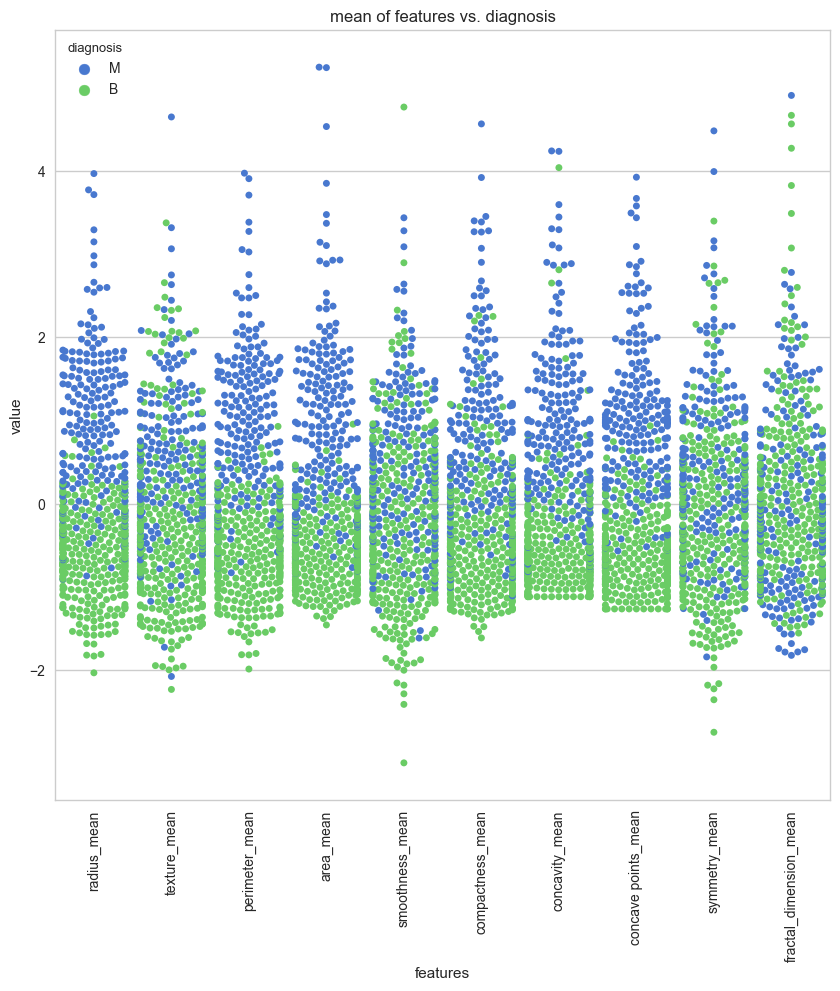 mean of features vs. diagnosis
diagnosis
M
B
4
2
0
−2
value
radius_mean
texture_mean
perimeter_mean
area_mean
smoothness_mean
compactness_mean
concavity_mean
concave points_mean
symmetry_mean
fractal_dimension_mean
features